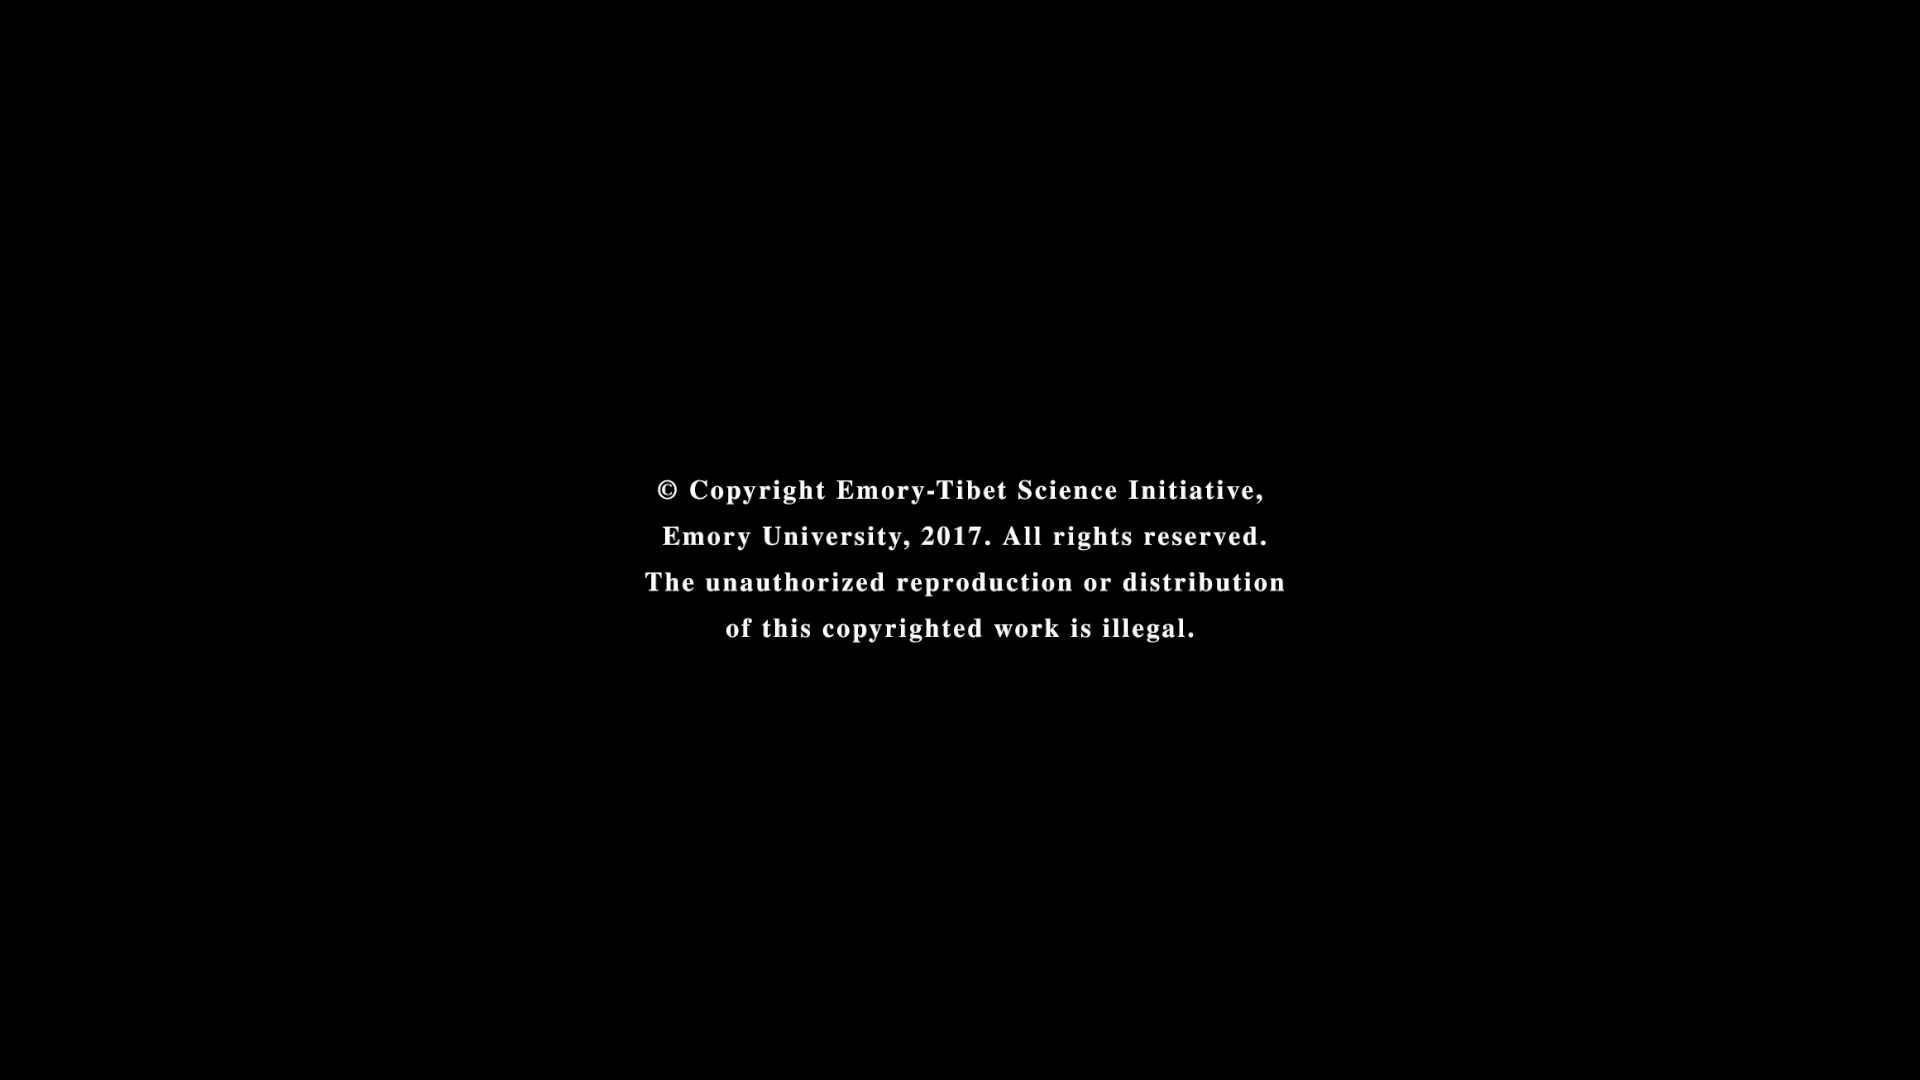 © Copyright Emory-Tibet Science Initiative,
Emory University, 2017. All rights reserved.
The unauthorized reproduction or distribution
of this copyrighted work is illegal.